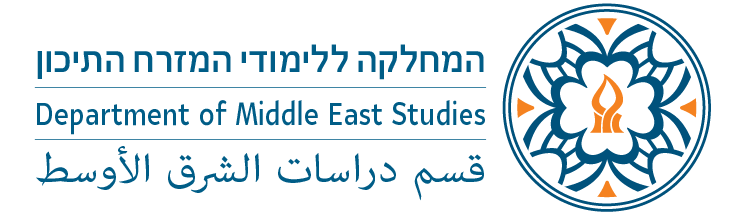 המחלקה ללימודי המזרח התיכון
Department of Middle East Studies
قسم دراسات الشرق الأوسط